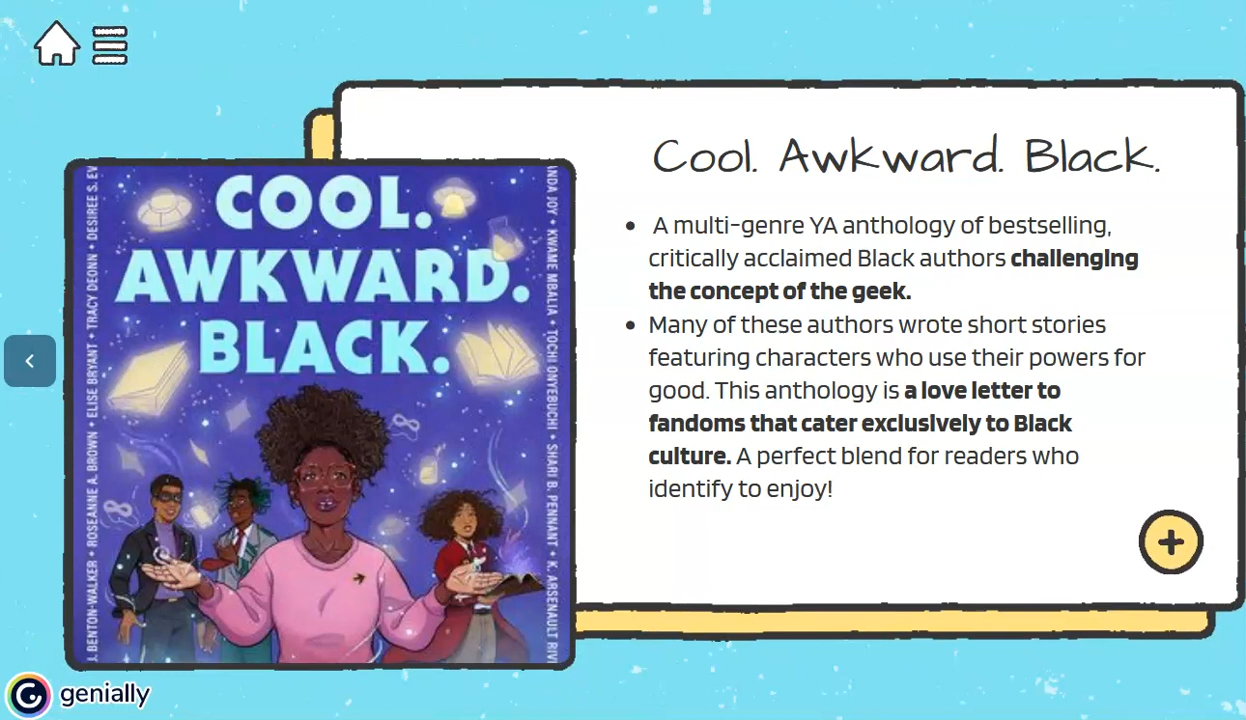 Cool. Awkward. Black.
• A multi-genre YA anthology of bestselling,
critically acclaimed Black authors challenging
the concept of the geek.
• Many of these authors wrote short stories
featuring characters who use their powers for
good. This anthology is a love letter to
fandoms that cater exclusively to Black
culture. A perfect blend for readers who
identify to enjoy!
COOL.
AWKWARD.
BLACK.
J. BENTON-WALKER • ROSEANNE A. BROWN • ELISE BRYANT • TRACY DEONN • DESIREE S. EV
NDA JOY • KWAME MBALIA • TOCHI ONYEBUCHI • SHARI B. PENNANT • K. ARSENAULT RIV
genially